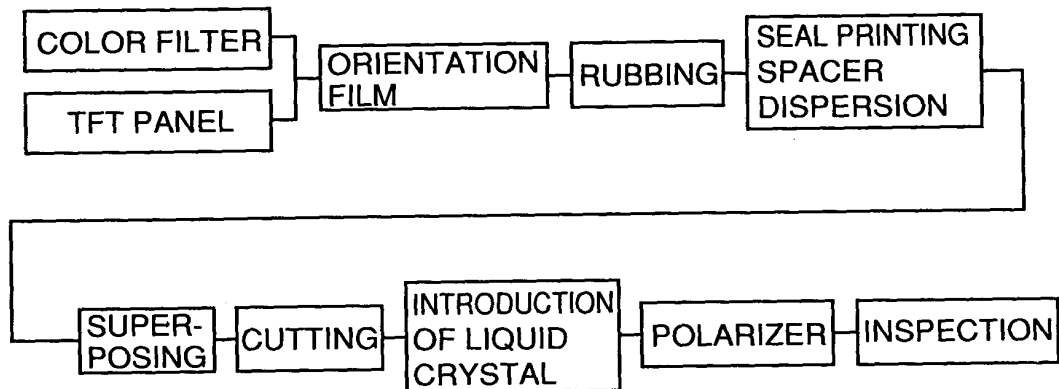 COLOR FILTER
TFT PANEL
ORIENTATION
FILM
RUBBING
SEAL PRINTING
SPACER
DISPERSION
SUPER-
POSING
CUTTING
INTRODUCTION
OF LIQUID
CRYSTAL
POLARIZER
INSPECTION